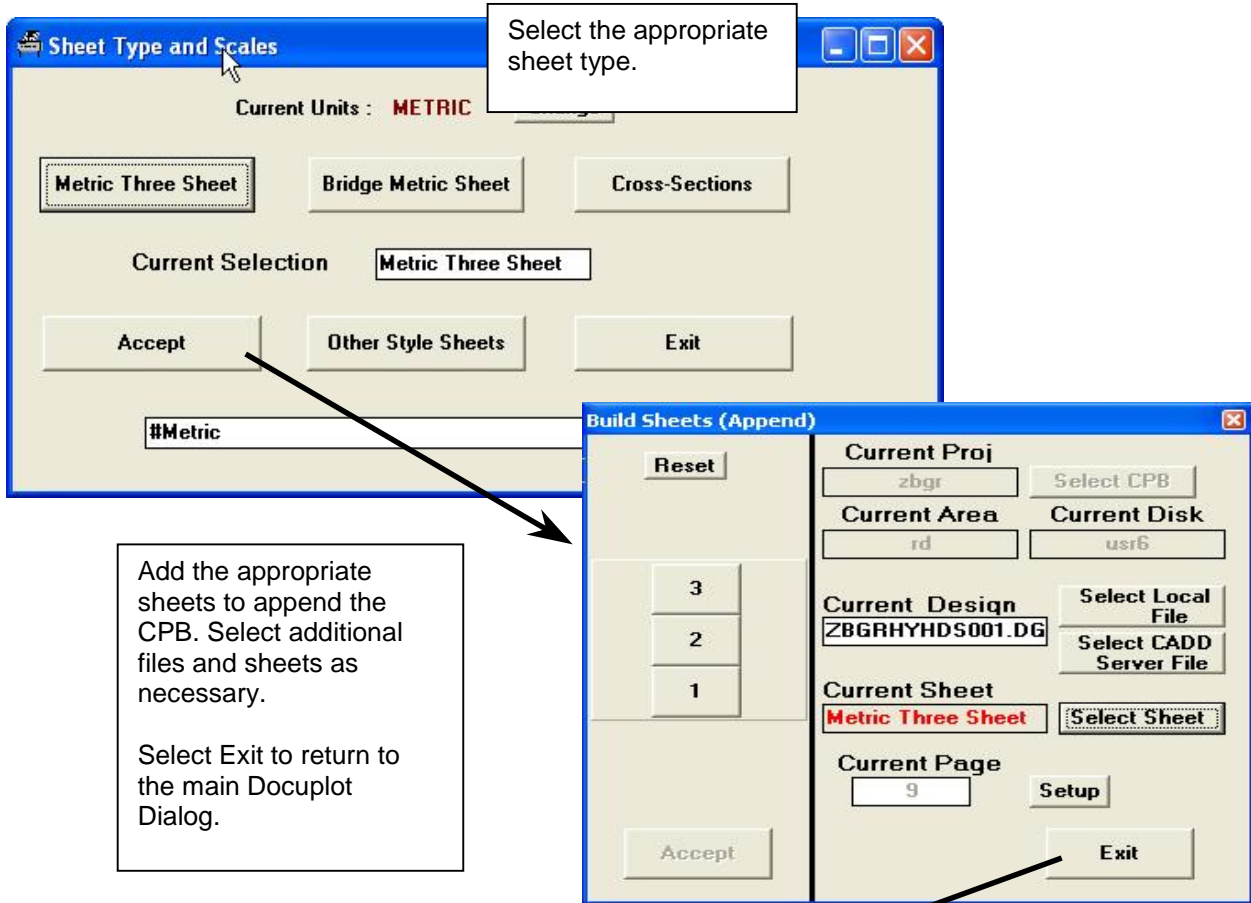 Sheet Type and Scales
Select the appropriate
sheet type.
Current Units : METRIC
Metric Three Sheet
Bridge Metric Sheet
Cross-Sections
Current Selection
Metric Three Sheet
Accept
Other Style Sheets
Exit
#Metric
Add the appropriate
sheets to append the
CPB. Select additional
files and sheets as
necessary.
Select Exit to return to
the main Docuplot
Dialog.
Build Sheets (Append)
Reset
3
2
1
Accept
Current Proj
zbgr
Select CPB
Current Area
Current Disk
rd
usr6
Current Design
ZBGRHYHDS001.DG
Select Local
File
Select CADD
Server File
Current Sheet
Metric Three Sheet
Select Sheet
Current Page
9
Setup
Exit